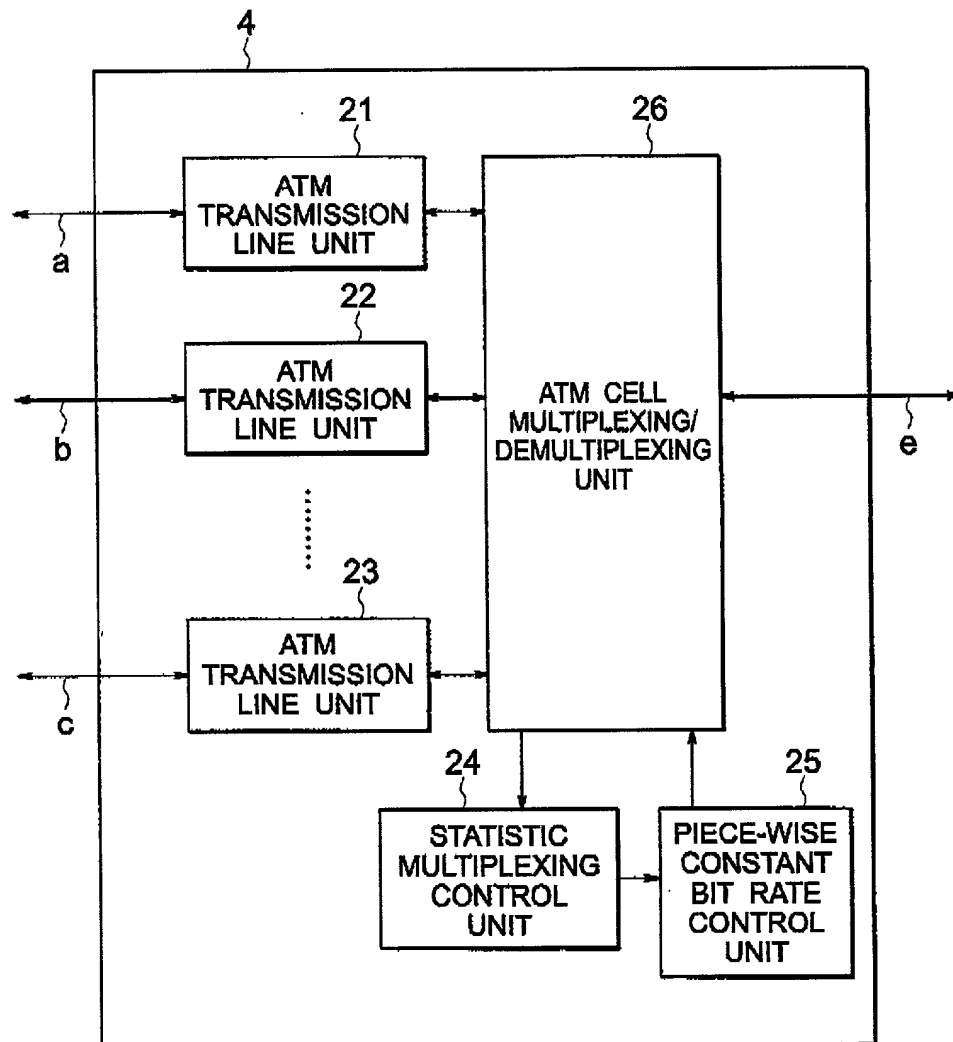 4
21
26
ATM
TRANSMISSION
LINE UNIT
a
22
ATM
TRANSMISSION
LINE UNIT
b
ATM CELL
MULTIPLEXING/
DEMULTIPLEXING
UNIT
e
23
ATM
TRANSMISSION
LINE UNIT
c
24
25
STATISTIC
MULTIPLEXING
CONTROL
UNIT
PIECE-WISE
CONSTANT
BIT RATE
CONTROL
UNIT